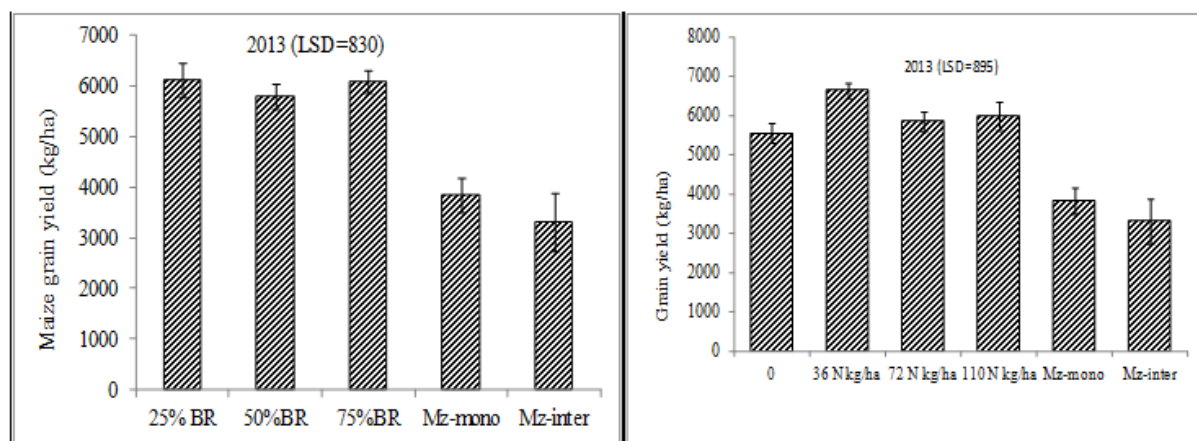 2013 (LSD=830)
Maize grain yield (kg/ha)
7000
6000
5000
4000
3000
2000
1000
0
25% BR 50%BR 75%BR Mz-mono Mz-inter
2013 (LSD=895)
Grain yield (kg/ha)
8000
7000
6000
5000
4000
3000
2000
1000
0
0 36 N kg/ha 72 N kg/ha 110 N kg/ha Mz-mono Mz-inter